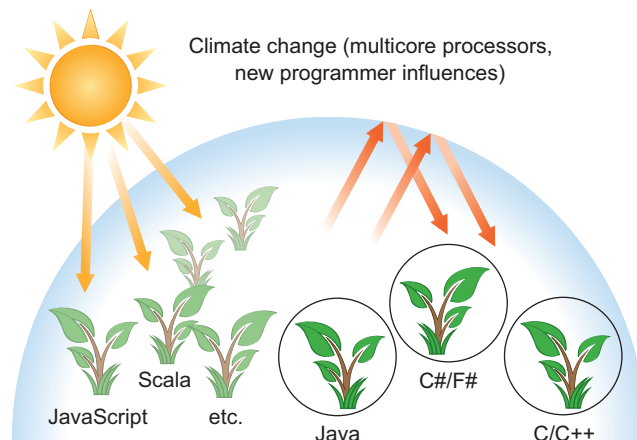 Climate change (multicore processors,
new programmer influences)
Scala
C#/F#
JavaScript
etc.
Java
C/C++